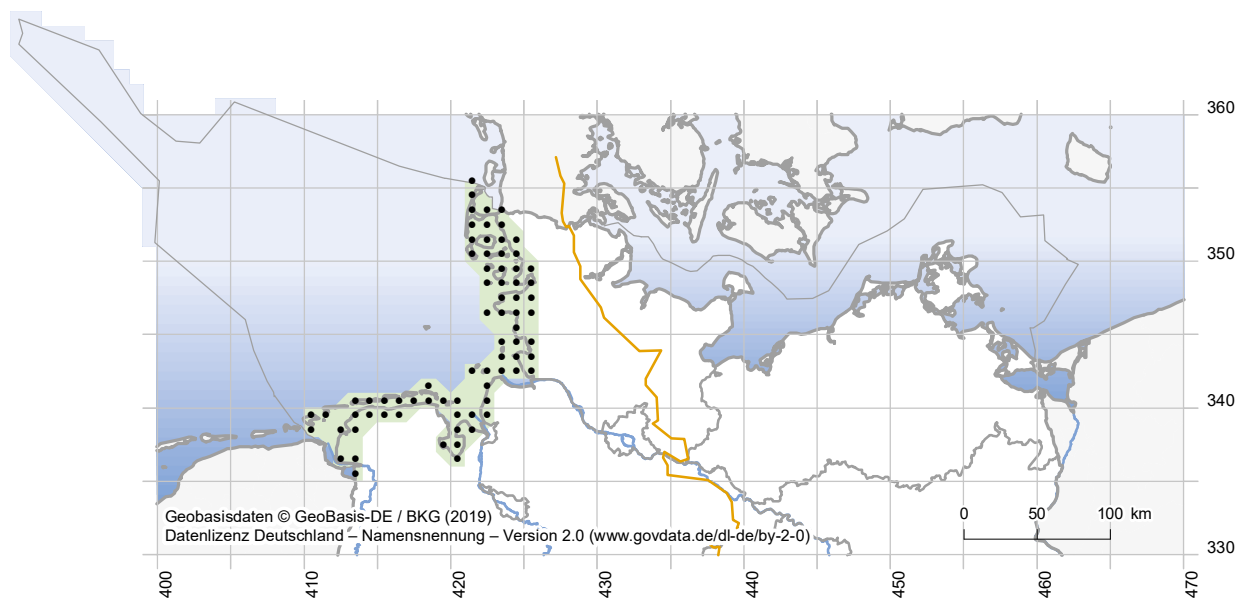 360
350
340
330
Geobasisdaten © GeoBasis-DE / BKG (2019)
Datenlizenz Deutschland – Namensnennung – Version 2.0 (www.govdata.de/dl-de/by-2-0)
0 50 100 km
400 410 420 430 440 450 460 470